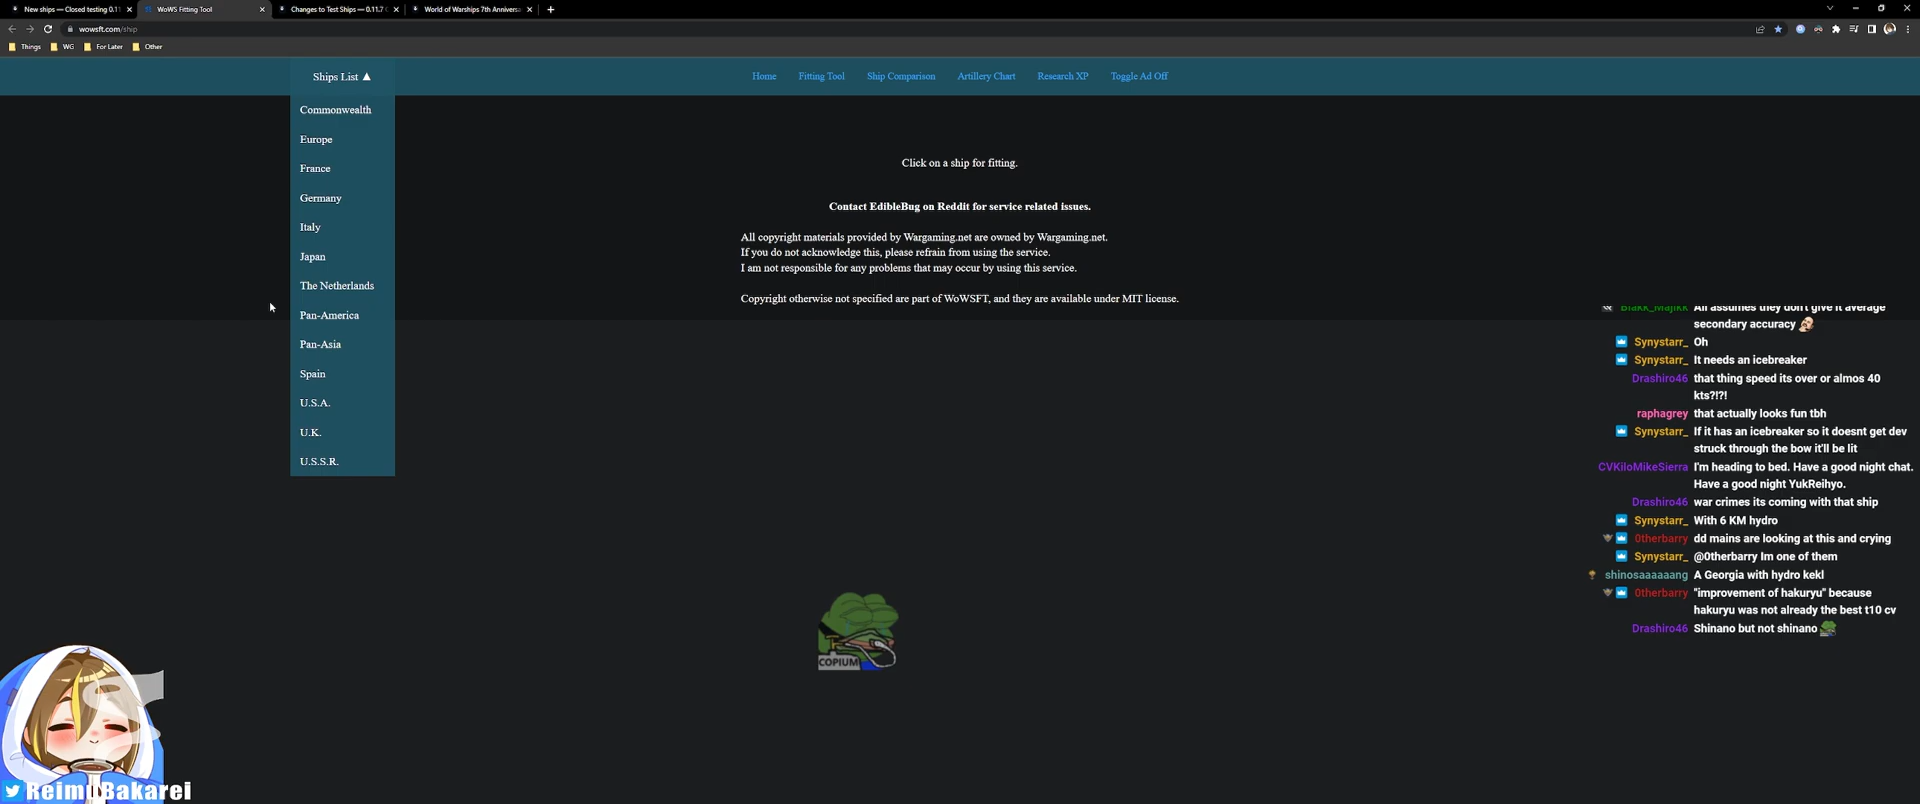 New ships — Closed testing 0.11
WoWS Fitting Tool
Changes to Test Ships — 0.11.7 C
World of Warships 7th Annivers
wowsft.com/ship
Things
WG
For Later
Other
Ships List ▲
Home
Fitting Tool
Ship Comparison
Artillery Chart
Research XP
Toggle Ad Off
Commonwealth
Europe
France
Germany
Italy
Japan
The Netherlands
Pan-America
Pan-Asia
Spain
U.S.A.
U.K.
U.S.S.R.
Click on a ship for fitting.
Contact EdibleBug on Reddit for service related issues.
All copyright materials provided by Wargaming.net are owned by Wargaming.net.
If you do not acknowledge this, please refrain from using the service.
I am not responsible for any problems that may occur by using this service.
Copyright otherwise not specified are part of WoWSFT, and they are available under MIT license.
Blakk_Majikk All assumes they don't give it average
secondary accuracy
Synystarr_ Oh
Synystarr_ It needs an icebreaker
Drashiro46 that thing speed its over or almos 40
kts?!?!
raphagrey that actually looks fun tbh
Synystarr_ If it has an icebreaker so it doesnt get dev
struck through the bow it'll be lit
CVKiloMikeSierra I'm heading to bed. Have a good night chat.
Have a good night YukReihyo.
Drashiro46 war crimes its coming with that ship
Synystarr_ With 6 KM hydro
0therbarry dd mains are looking at this and crying
Synystarr_ @0therbarry Im one of them
shinosaaaaaang A Georgia with hydro kekl
0therbarry "improvement of hakuryu" because
hakuryu was not already the best t10 cv
Drashiro46 Shinano but not shinano
COPIUM
ReimuBakarei